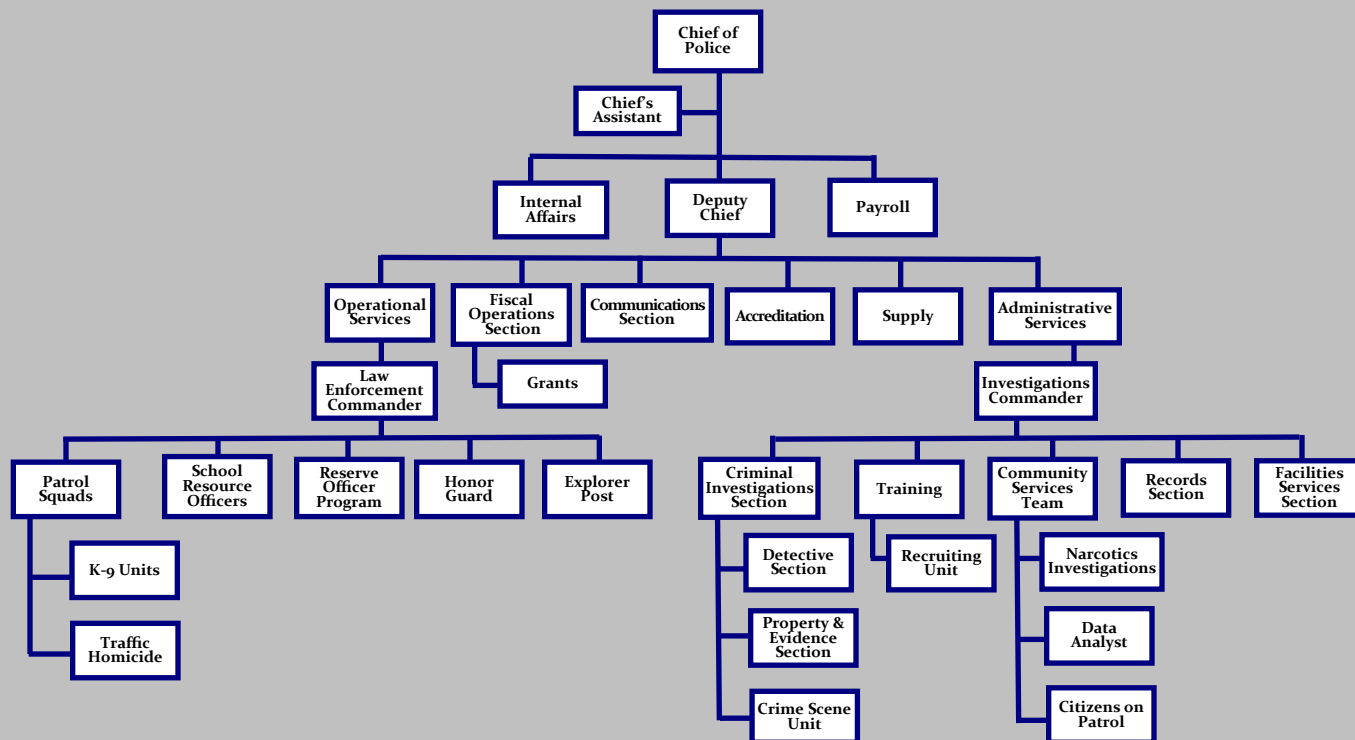 Chief of
Police
Chief's
Assistant
Internal
Affairs
Deputy
Chief
Payroll
Operational
Services
Fiscal
Operations
Section
Communications
Section
Accreditation
Supply
Administrative
Services
Law
Enforcement
Commander
Grants
Investigations
Commander
Patrol
Squads
School
Resource
Officers
Reserve
Officer
Program
Honor
Guard
Explorer
Post
Criminal
Investigations
Section
Training
Community
Services
Team
Records
Section
Facilities
Services
Section
K-9 Units
Traffic
Homicide
Detective
Section
Recruiting
Unit
Narcotics
Investigations
Property &
Evidence
Section
Data
Analyst
Crime Scene
Unit
Citizens on
Patrol